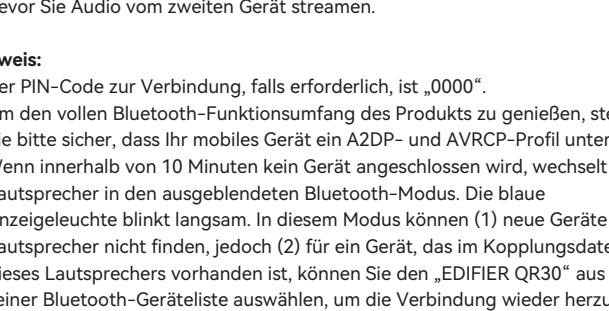 evor Sie Audio vom zweiten Gerät streamen.
weis:
er PIN-Code zur Verbindung, falls erforderlich, ist „0000“.
m den vollen Bluetooth-Funktionsumfang des Produkts zu genießen, ste
ie bitte sicher, dass Ihr mobiles Gerät ein A2DP- und AVRCP-Profil unter
Wenn innerhalb von 10 Minuten kein Gerät angeschlossen wird, wechselt
autsprecher in den ausgeblendeten Bluetooth-Modus. Die blaue
nzeigeleuchte blinkt langsam. In diesem Modus können (1) neue Geräte
autsprecher nicht finden, jedoch (2) für ein Gerät, das im Kopplungsdate
ieses Lautsprechers vorhanden ist, können Sie den „EDIFIER QR30“ aus
einer Bluetooth-Geräteliste auswählen, um die Verbindung wieder herzu